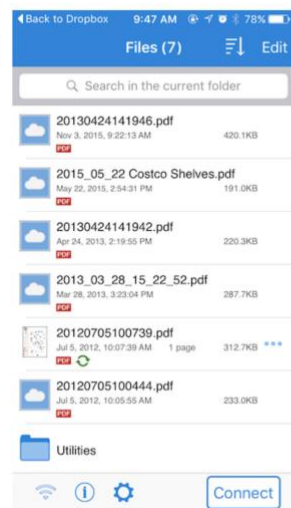 Back to Dropbox 9:47 AM 78%
Files (7) Edit
Search in the current folder
20130424141946.pdf
Nov 3, 2015, 9:22:13 AM 420.1KB
PDF
2015_05_22 Costco Shelves.pdf
May 22, 2015, 2:54:31 PM 191.0KB
PDF
20130424141942.pdf
Apr 24, 2013, 2:19:55 PM 220.3KB
PDF
2013_03_28_15_22_52.pdf
Mar 28, 2013, 3:23:04 PM 287.7KB
PDF
20120705100739.pdf
Jul 5, 2012, 10:07:39 AM 1 page 312.7KB
PDF
20120705100444.pdf
Jul 5, 2012, 10:05:55 AM 233.0KB
PDF
Utilities
Connect